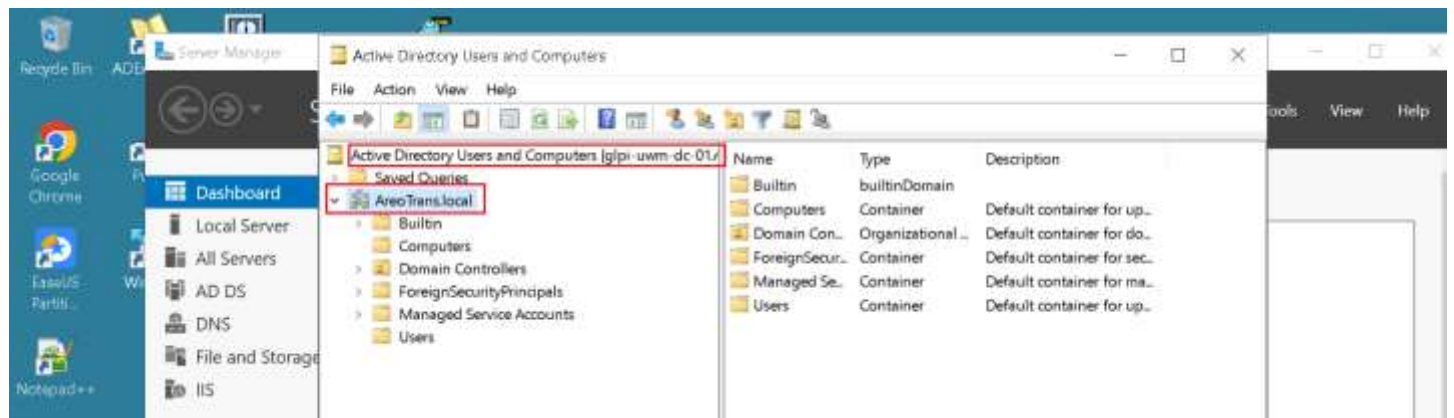 Recycle Bin
Google
Chrome
EaseUS
Partiti...
Notepad++
Server Manager
Dashboard
Local Server
All Servers
AD DS
DNS
File and Storage
IIS
Active Directory Users and Computers
File Action View Help
Active Directory Users and Computers [glpi-uwm-dc-01.
Saved Queries
AreoTrans.local
Builtin
Computers
Domain Controllers
ForeignSecurityPrincipals
Managed Service Accounts
Users
Name Type Description
Builtin builtinDomain
Computers Container Default container for up...
Domain Con... Organizational ... Default container for do...
ForeignSecur... Container Default container for sec...
Managed Se... Container Default container for ma...
Users Container Default container for up...
Tools View Help